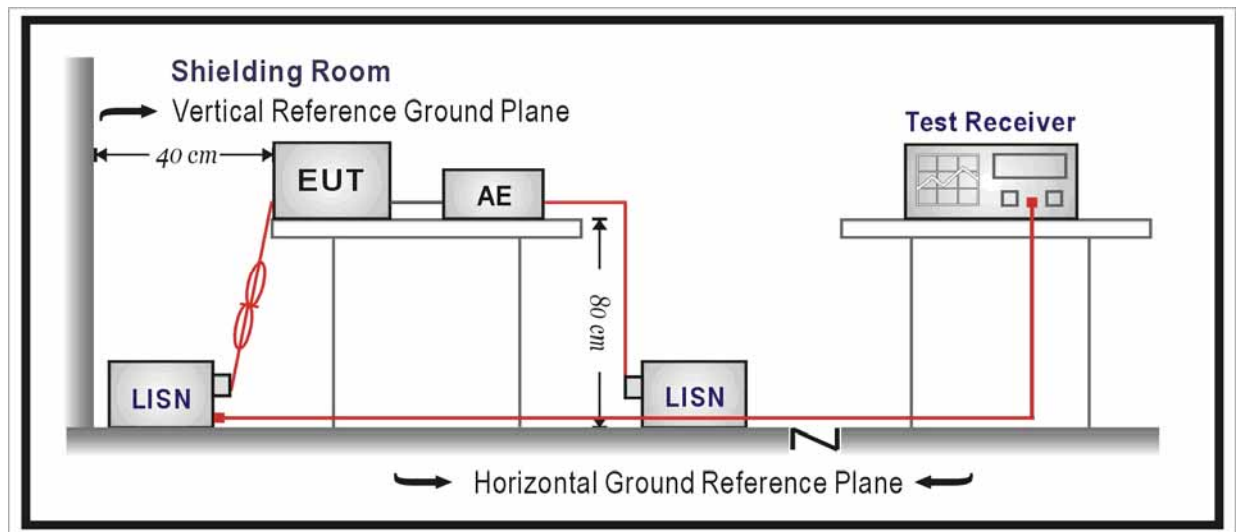 Shielding Room
Vertical Reference Ground Plane
Test Receiver
40 cm
EUT
AE
80 cm
LISN
LISN
Horizontal Ground Reference Plane